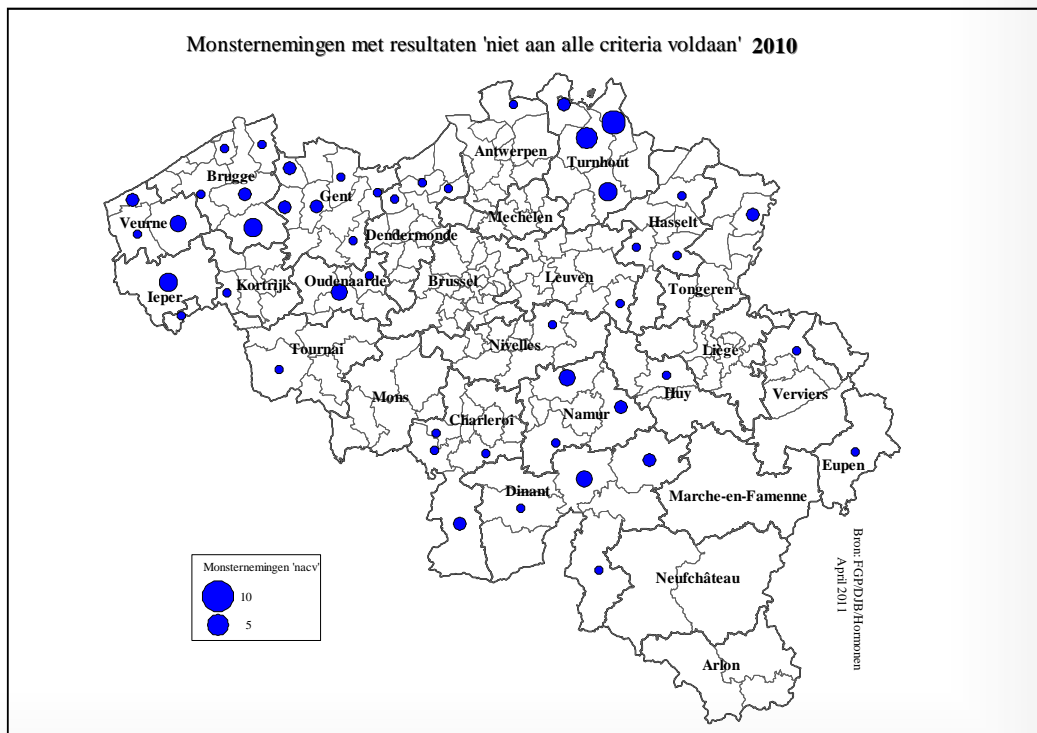 Monsternemingen met resultaten 'niet aan alle criteria voldaan' 2010
Antwerpen
Turnhout
Brugge
Gent
Mechelen
Hasselt
Veurne
Dendermonde
Oudenaarde
Brussel
Leuven
Kortrijk
Tongeren
Ieper
Nivelles
Liège
Tournai
Mons
Huy
Verviers
Charleroi
Namur
Eupen
Dinant
Marche-en-Famenne
Neufchâteau
Arlon
Monsternemingen 'nacv'
10
5
Bron: FGP/DJB/Hormonen
April 2011